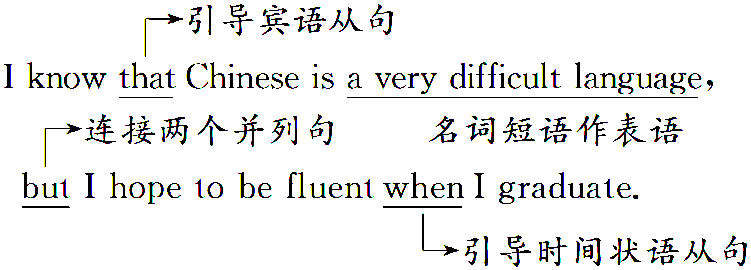 引导宾语从句
I know that Chinese is a very difficult language,
连接两个并列句 名词短语作表语
but I hope to be fluent when I graduate.
引导时间状语从句